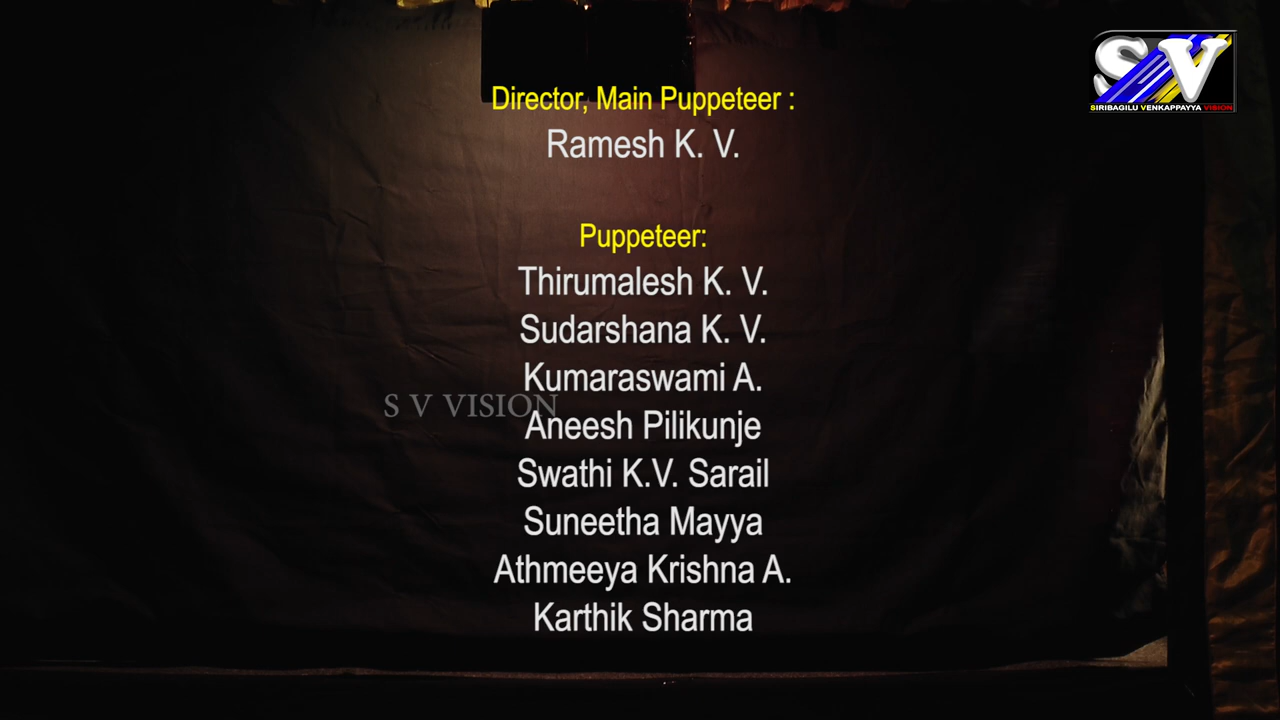 SV
SIRIBAGILU VENKAPPAYYA VISION
Director, Main Puppeteer :
Ramesh K. V.
Puppeteer:
Thirumalesh K. V.
Sudarshana K. V.
Kumaraswami A.
S V VISION
Aneesh Pilikunje
Swathi K.V. Sarail
Suneetha Mayya
Athmeeya Krishna A.
Karthik Sharma